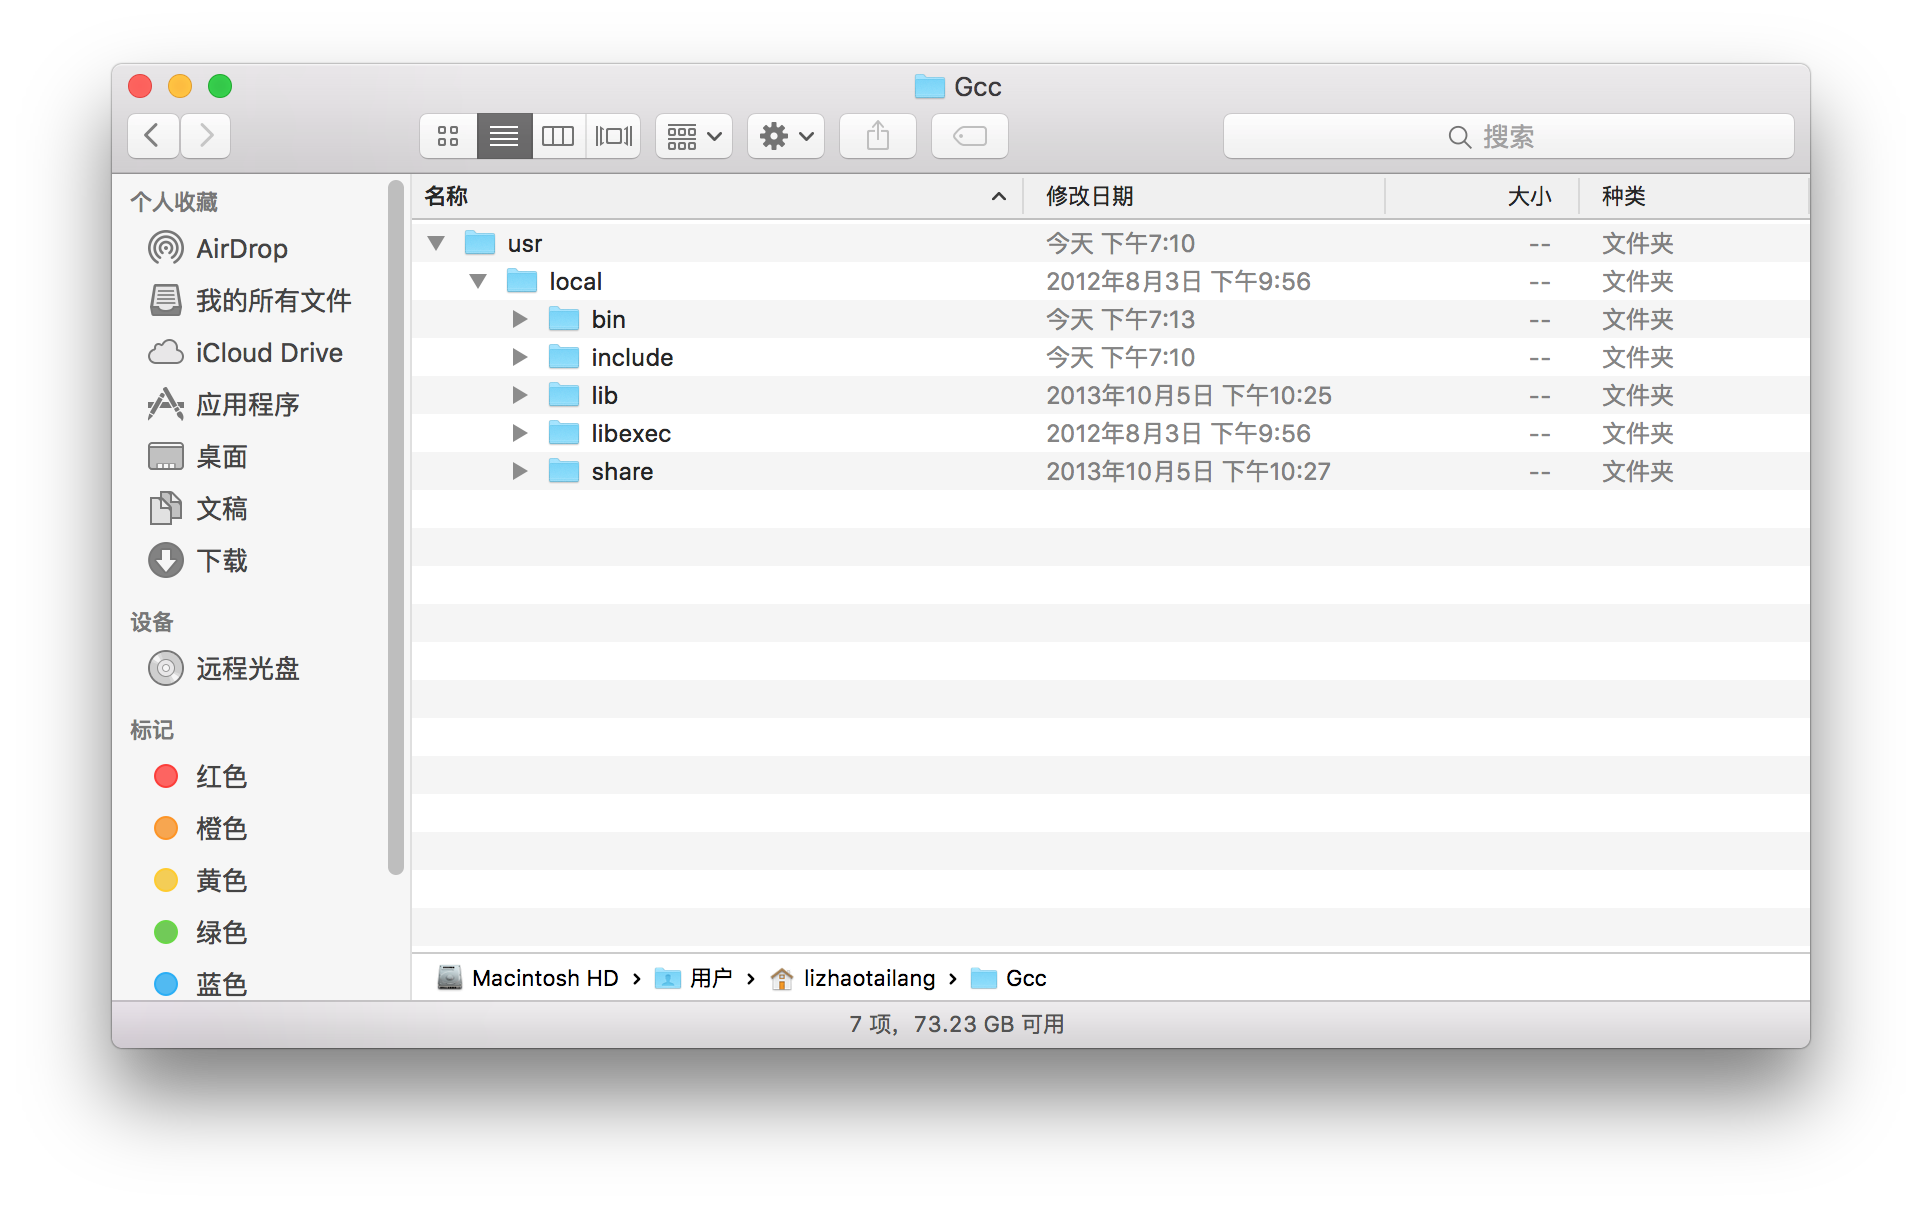 Gcc
搜索
个人收藏
AirDrop
我的所有文件
iCloud Drive
应用程序
桌面
文稿
下载
设备
远程光盘
标记
红色
橙色
黄色
绿色
蓝色
名称 修改日期 大小 种类
usr 今天 下午7:10 -- 文件夹
local 2012年8月3日 下午9:56 -- 文件夹
bin 今天 下午7:13 -- 文件夹
include 今天 下午7:10 -- 文件夹
lib 2013年10月5日 下午10:25 -- 文件夹
libexec 2012年8月3日 下午9:56 -- 文件夹
share 2013年10月5日 下午10:27 -- 文件夹
Macintosh HD › 用户 › lizhaotailang › Gcc
7 项，73.23 GB 可用